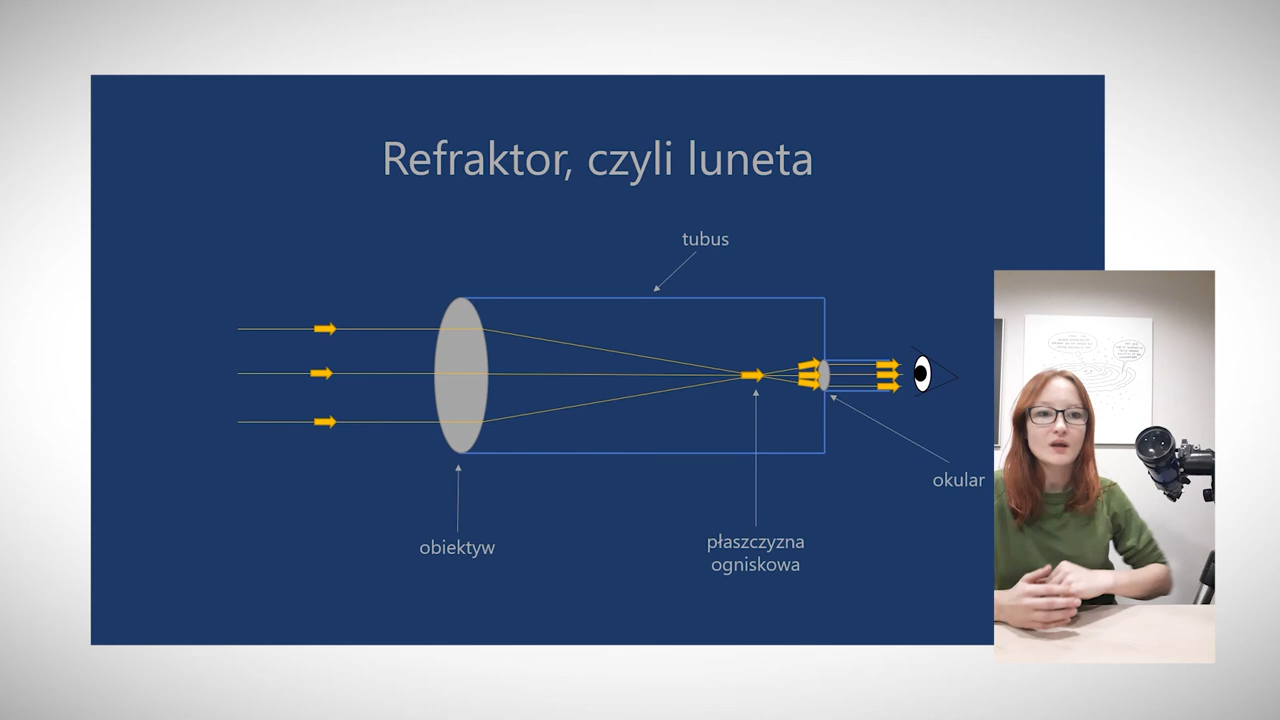 Refraktor, czyli luneta
tubus
okular
obiektyw
płaszczyzna
ogniskowa